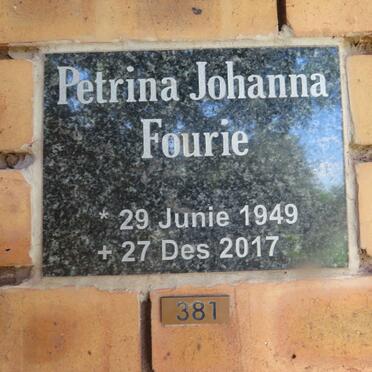 Petrina Johanna
Fourie
* 29 Junie 1949
+ 27 Des 2017
381